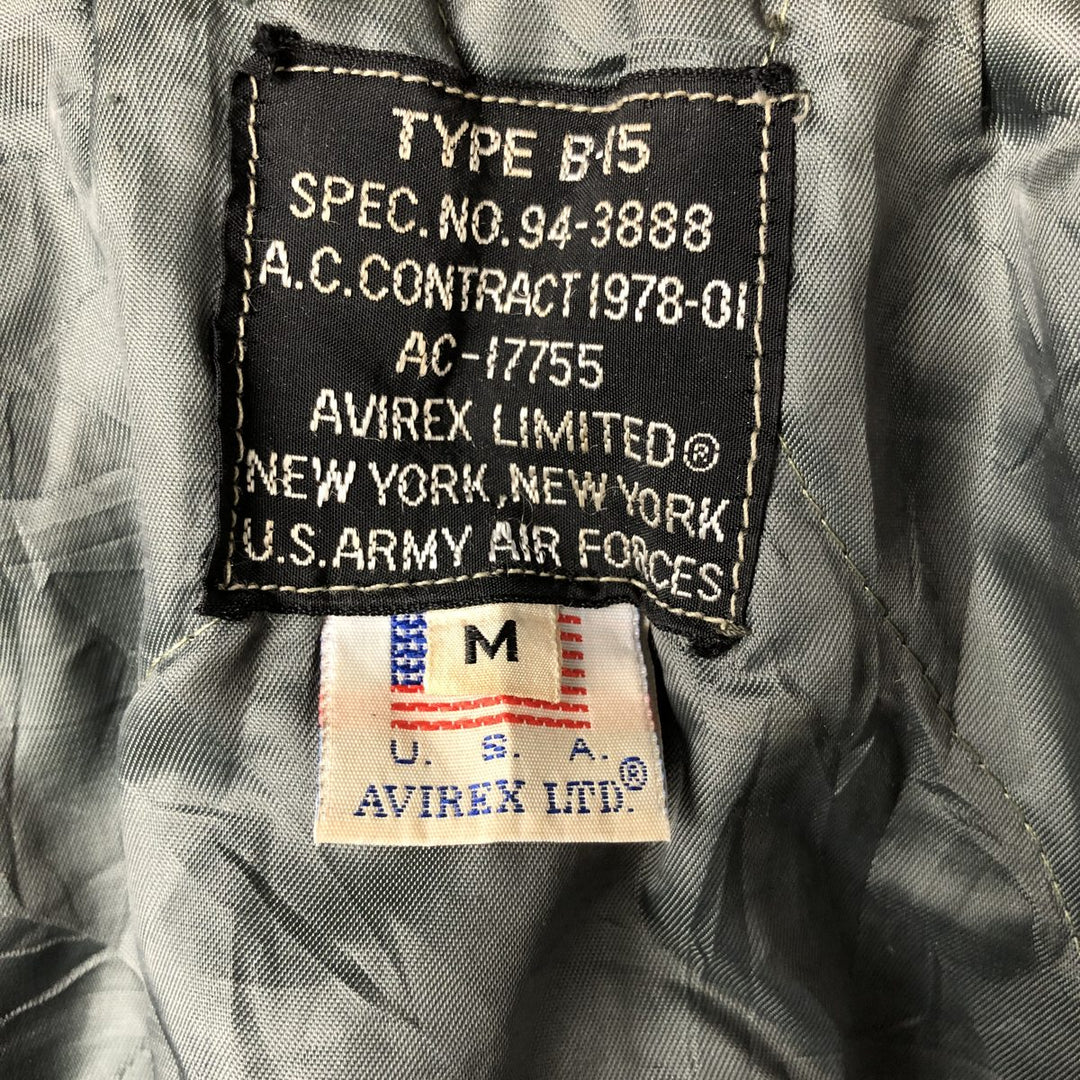 TYPE B-15
SPEC. NO. 94-3888
A.C. CONTRACT 1978-01
AC-17755
AVIREX LIMITED®
NEW YORK, NEW YORK
U.S. ARMY AIR FORCES
M
U. S. A.
AVIREX LTD.®